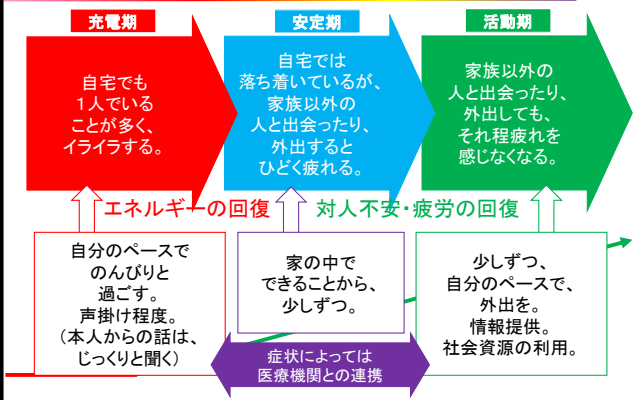 充電期
安定期
活動期
自宅でも
1人でいる
ことが多く、
イライラする。
自宅では
落ち着いているが、
家族以外の
人と出会ったり、
外出すると
ひどく疲れる。
家族以外の
人と出会ったり、
外出しても、
それ程疲れを
感じなくなる。
エネルギーの回復
対人不安・疲労の回復
自分のペースで
のんびりと
過ごす。
声掛け程度。
(本人からの話は、
じっくりと聞く)
家の中で
できることから、
少しずつ。
少しずつ、
自分のペースで、
外出を。
情報提供。
社会資源の利用。
症状によっては
医療機関との連携